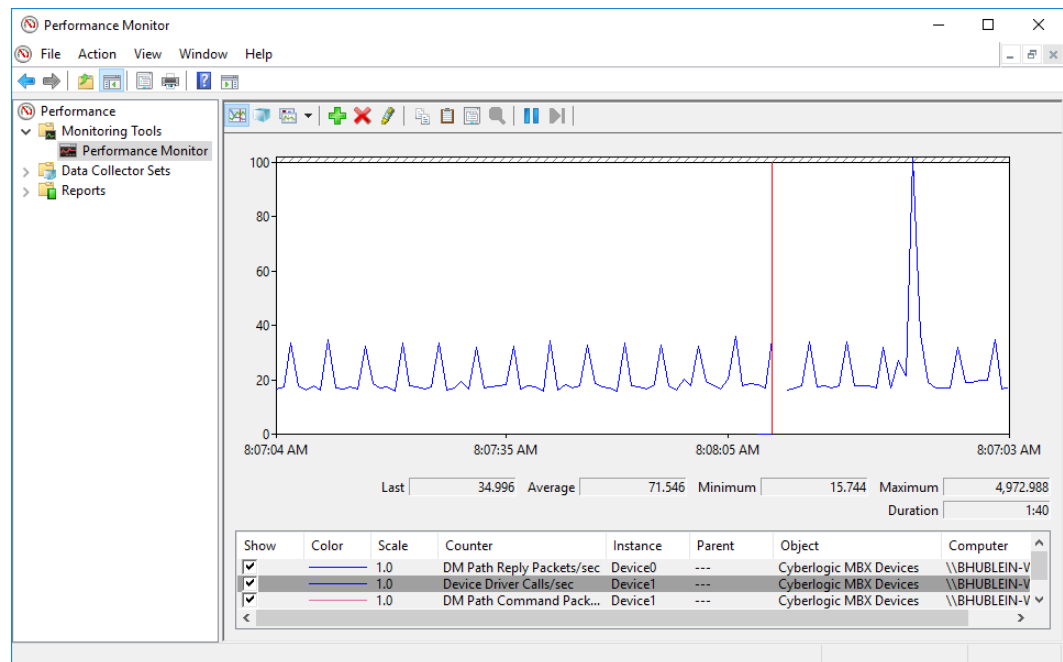 Performance Monitor
File Action View Window Help
Performance
Monitoring Tools
Performance Monitor
Data Collector Sets
Reports
100
80
60
40
20
0
8:07:04 AM 8:07:35 AM 8:08:05 AM 8:07:03 AM
Last 34.996 Average 71.546 Minimum 15.744 Maximum 4,972.988
Duration 1:40
Show Color Scale Counter Instance Parent Object Computer
1.0 DM Path Reply Packets/sec Device0 --- Cyberlogic MBX Devices \\BHUBLEIN-V
1.0 Device Driver Calls/sec Device1 --- Cyberlogic MBX Devices \\BHUBLEIN-V
1.0 DM Path Command Pack... Device1 --- Cyberlogic MBX Devices \\BHUBLEIN-V